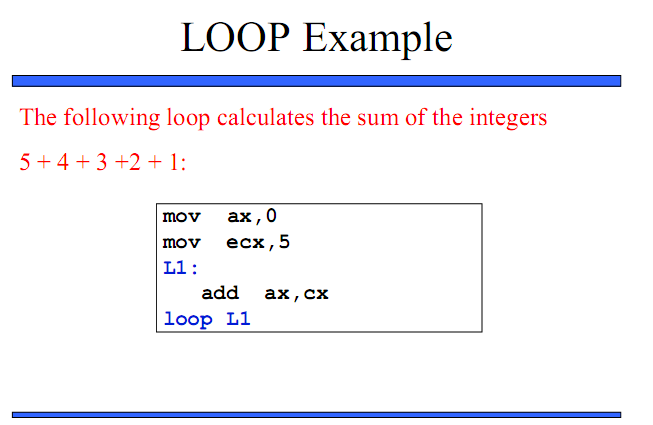 LOOP Example
The following loop calculates the sum of the integers
5 + 4 + 3 +2 + 1:
mov ax,0
mov ecx,5
L1:
add ax,cx
loop L1